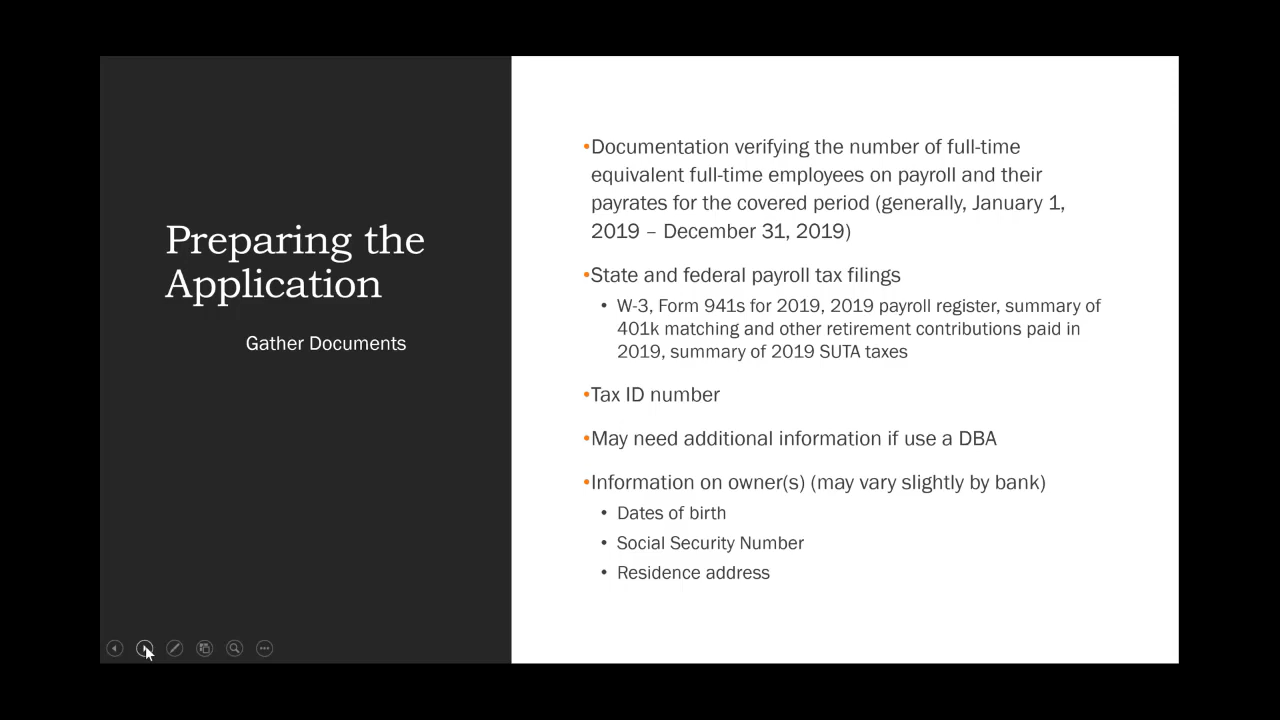 Preparing the
Application
Gather Documents
•Documentation verifying the number of full-time
equivalent full-time employees on payroll and their
payrates for the covered period (generally, January 1,
2019 – December 31, 2019)
•State and federal payroll tax filings
• W-3, Form 941s for 2019, 2019 payroll register, summary of
401k matching and other retirement contributions paid in
2019, summary of 2019 SUTA taxes
•Tax ID number
•May need additional information if use a DBA
•Information on owner(s) (may vary slightly by bank)
• Dates of birth
• Social Security Number
• Residence address